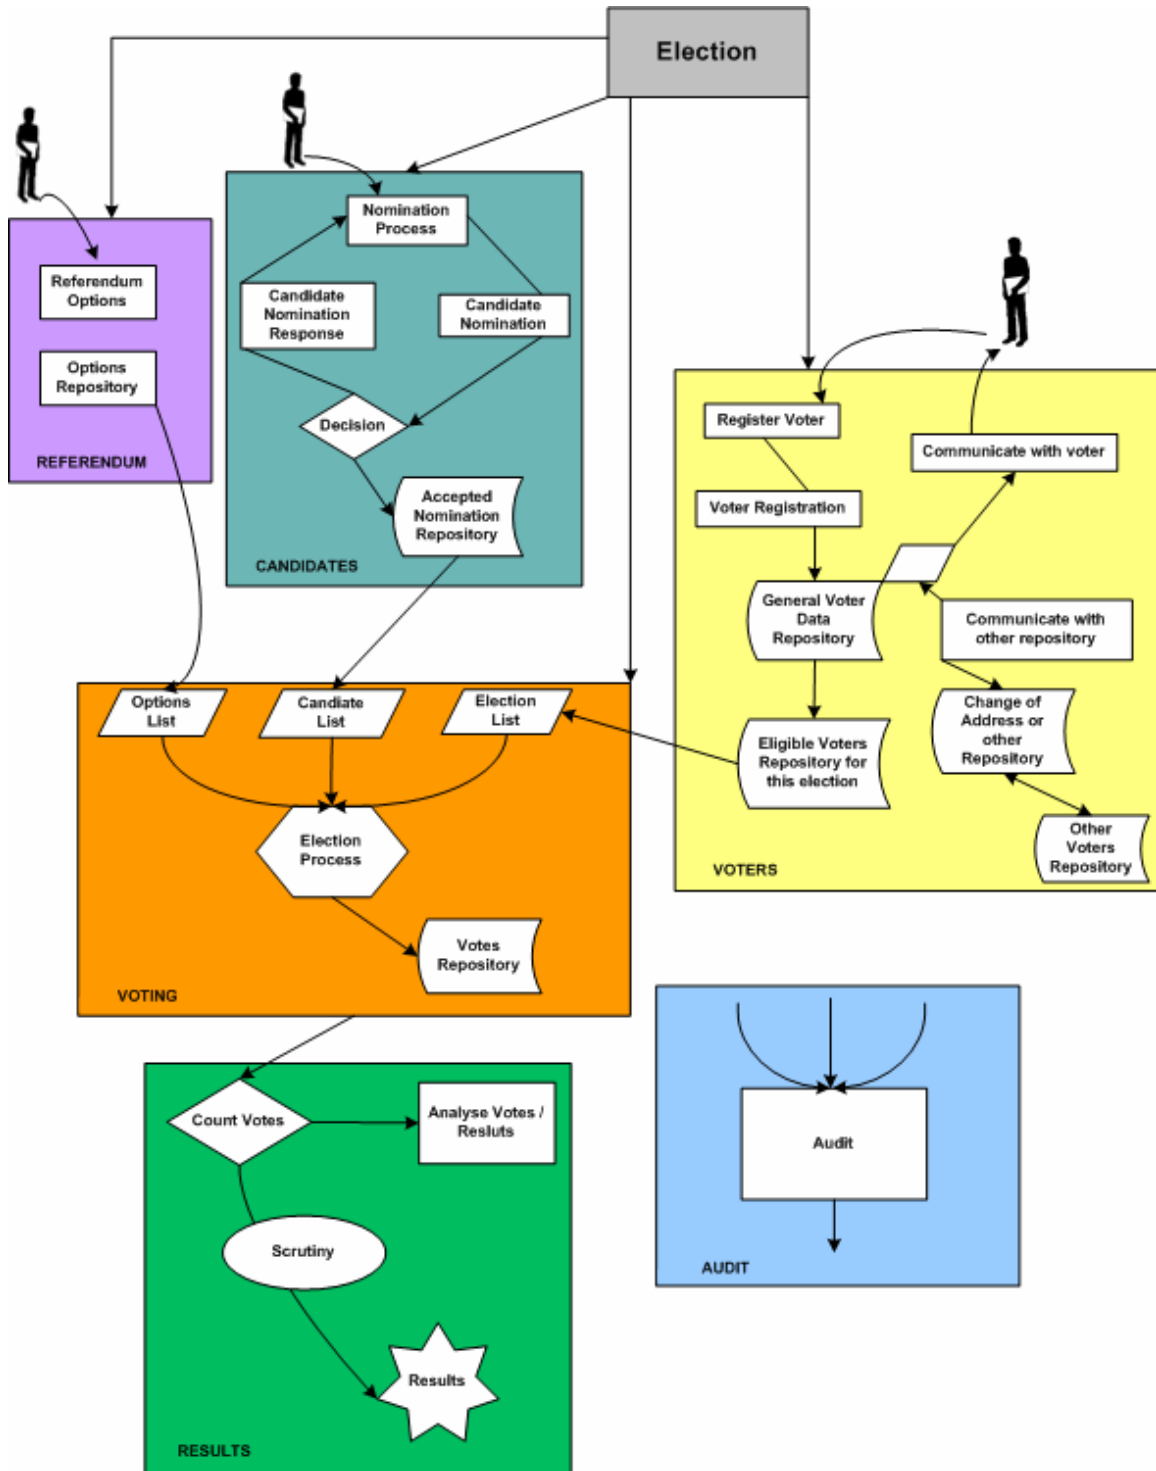 Election
Referendum
Options
Options
Repository
REFERENDUM
Nomination
Process
Candidate
Nomination
Response
Candidate
Nomination
Decision
Accepted
Nomination
Repository
CANDIDATES
Register Voter
Communicate with voter
Voter Registration
General Voter
Data
Repository
Communicate with
other repository
Eligible Voters
Repository for
this election
Change of
Address or
other
Repository
Other
Voters
Repository
VOTERS
Options
List
Candiate
List
Election
List
Election
Process
Votes
Repository
VOTING
Count Votes
Analyse Votes /
Resluts
Scrutiny
Results
RESULTS
Audit
AUDIT